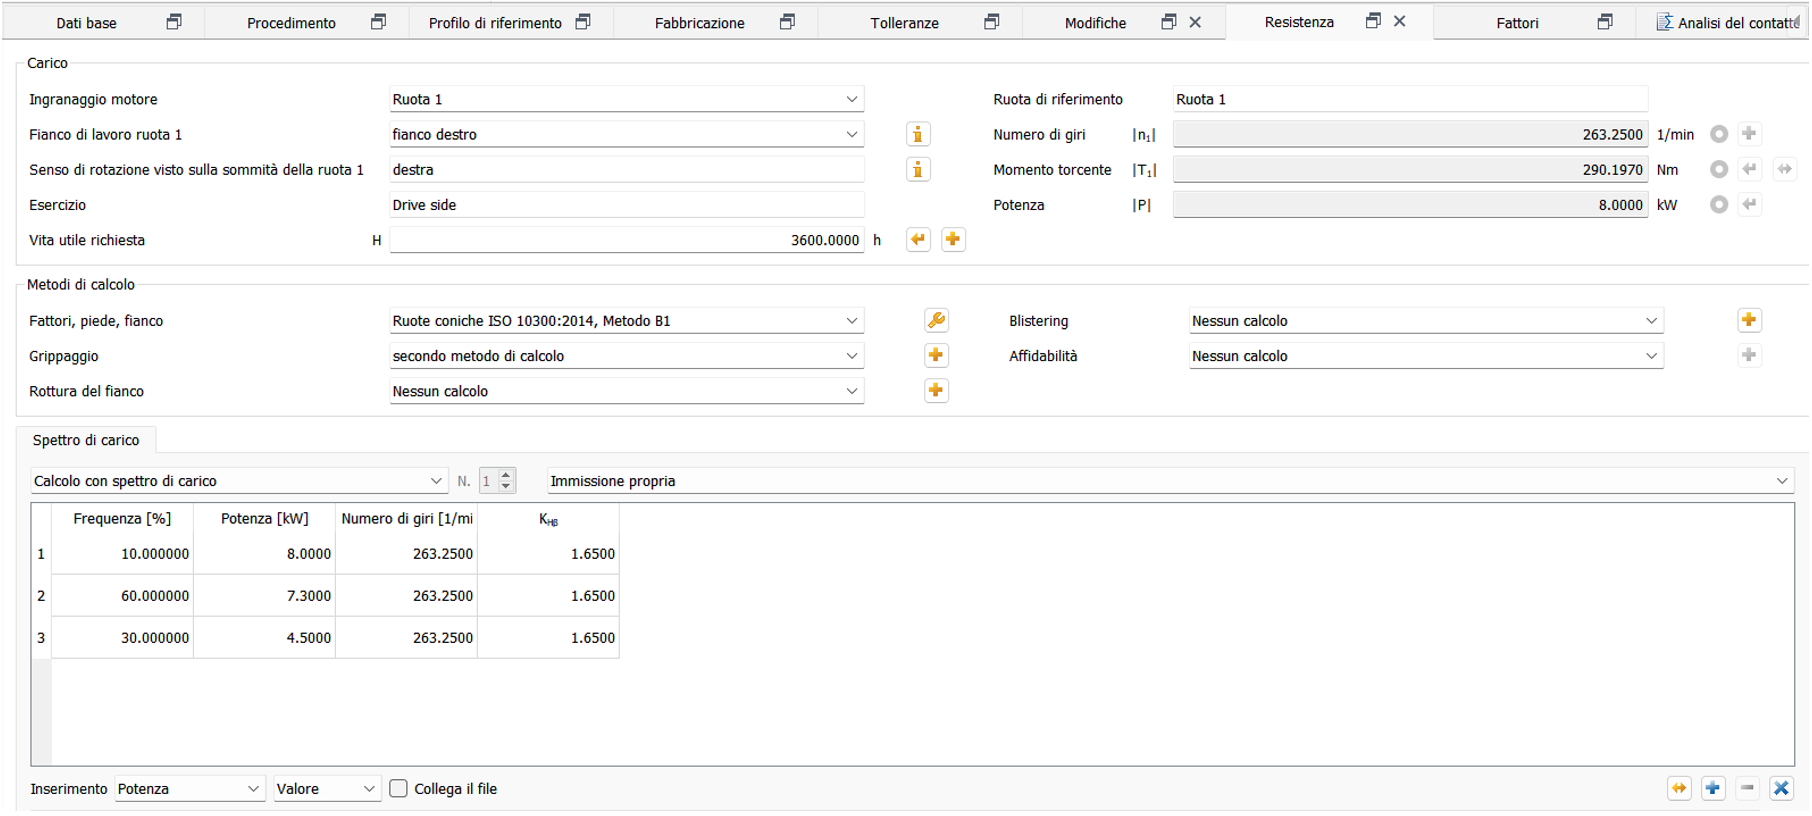 Dati base Procedimento Profilo di riferimento Fabbricazione Tolleranze Modifiche Resistenza Fattori Analisi del contatto
Carico
Ingranaggio motore Ruota 1 Ruota di riferimento Ruota 1
Fianco di lavoro ruota 1 fianco destro Numero di giri |n₁| 263.2500 1/min
Senso di rotazione visto sulla sommità della ruota 1 destra Momento torcente |T₁| 290.1970 Nm
Esercizio Drive side Potenza |P| 8.0000 kW
Vita utile richiesta H 3600.0000 h
Metodi di calcolo
Fattori, piede, fianco Ruote coniche ISO 10300:2014, Metodo B1 Blistering Nessun calcolo
Grippaggio secondo metodo di calcolo Affidabilità Nessun calcolo
Rottura del fianco Nessun calcolo
Spettro di carico
Calcolo con spettro di carico N. 1 Immissione propria
Frequenza [%] Potenza [kW] Numero di giri [1/mi KHβ
1 10.000000 8.0000 263.2500 1.6500
2 60.000000 7.3000 263.2500 1.6500
3 30.000000 4.5000 263.2500 1.6500
Inserimento Potenza Valore Collega il file